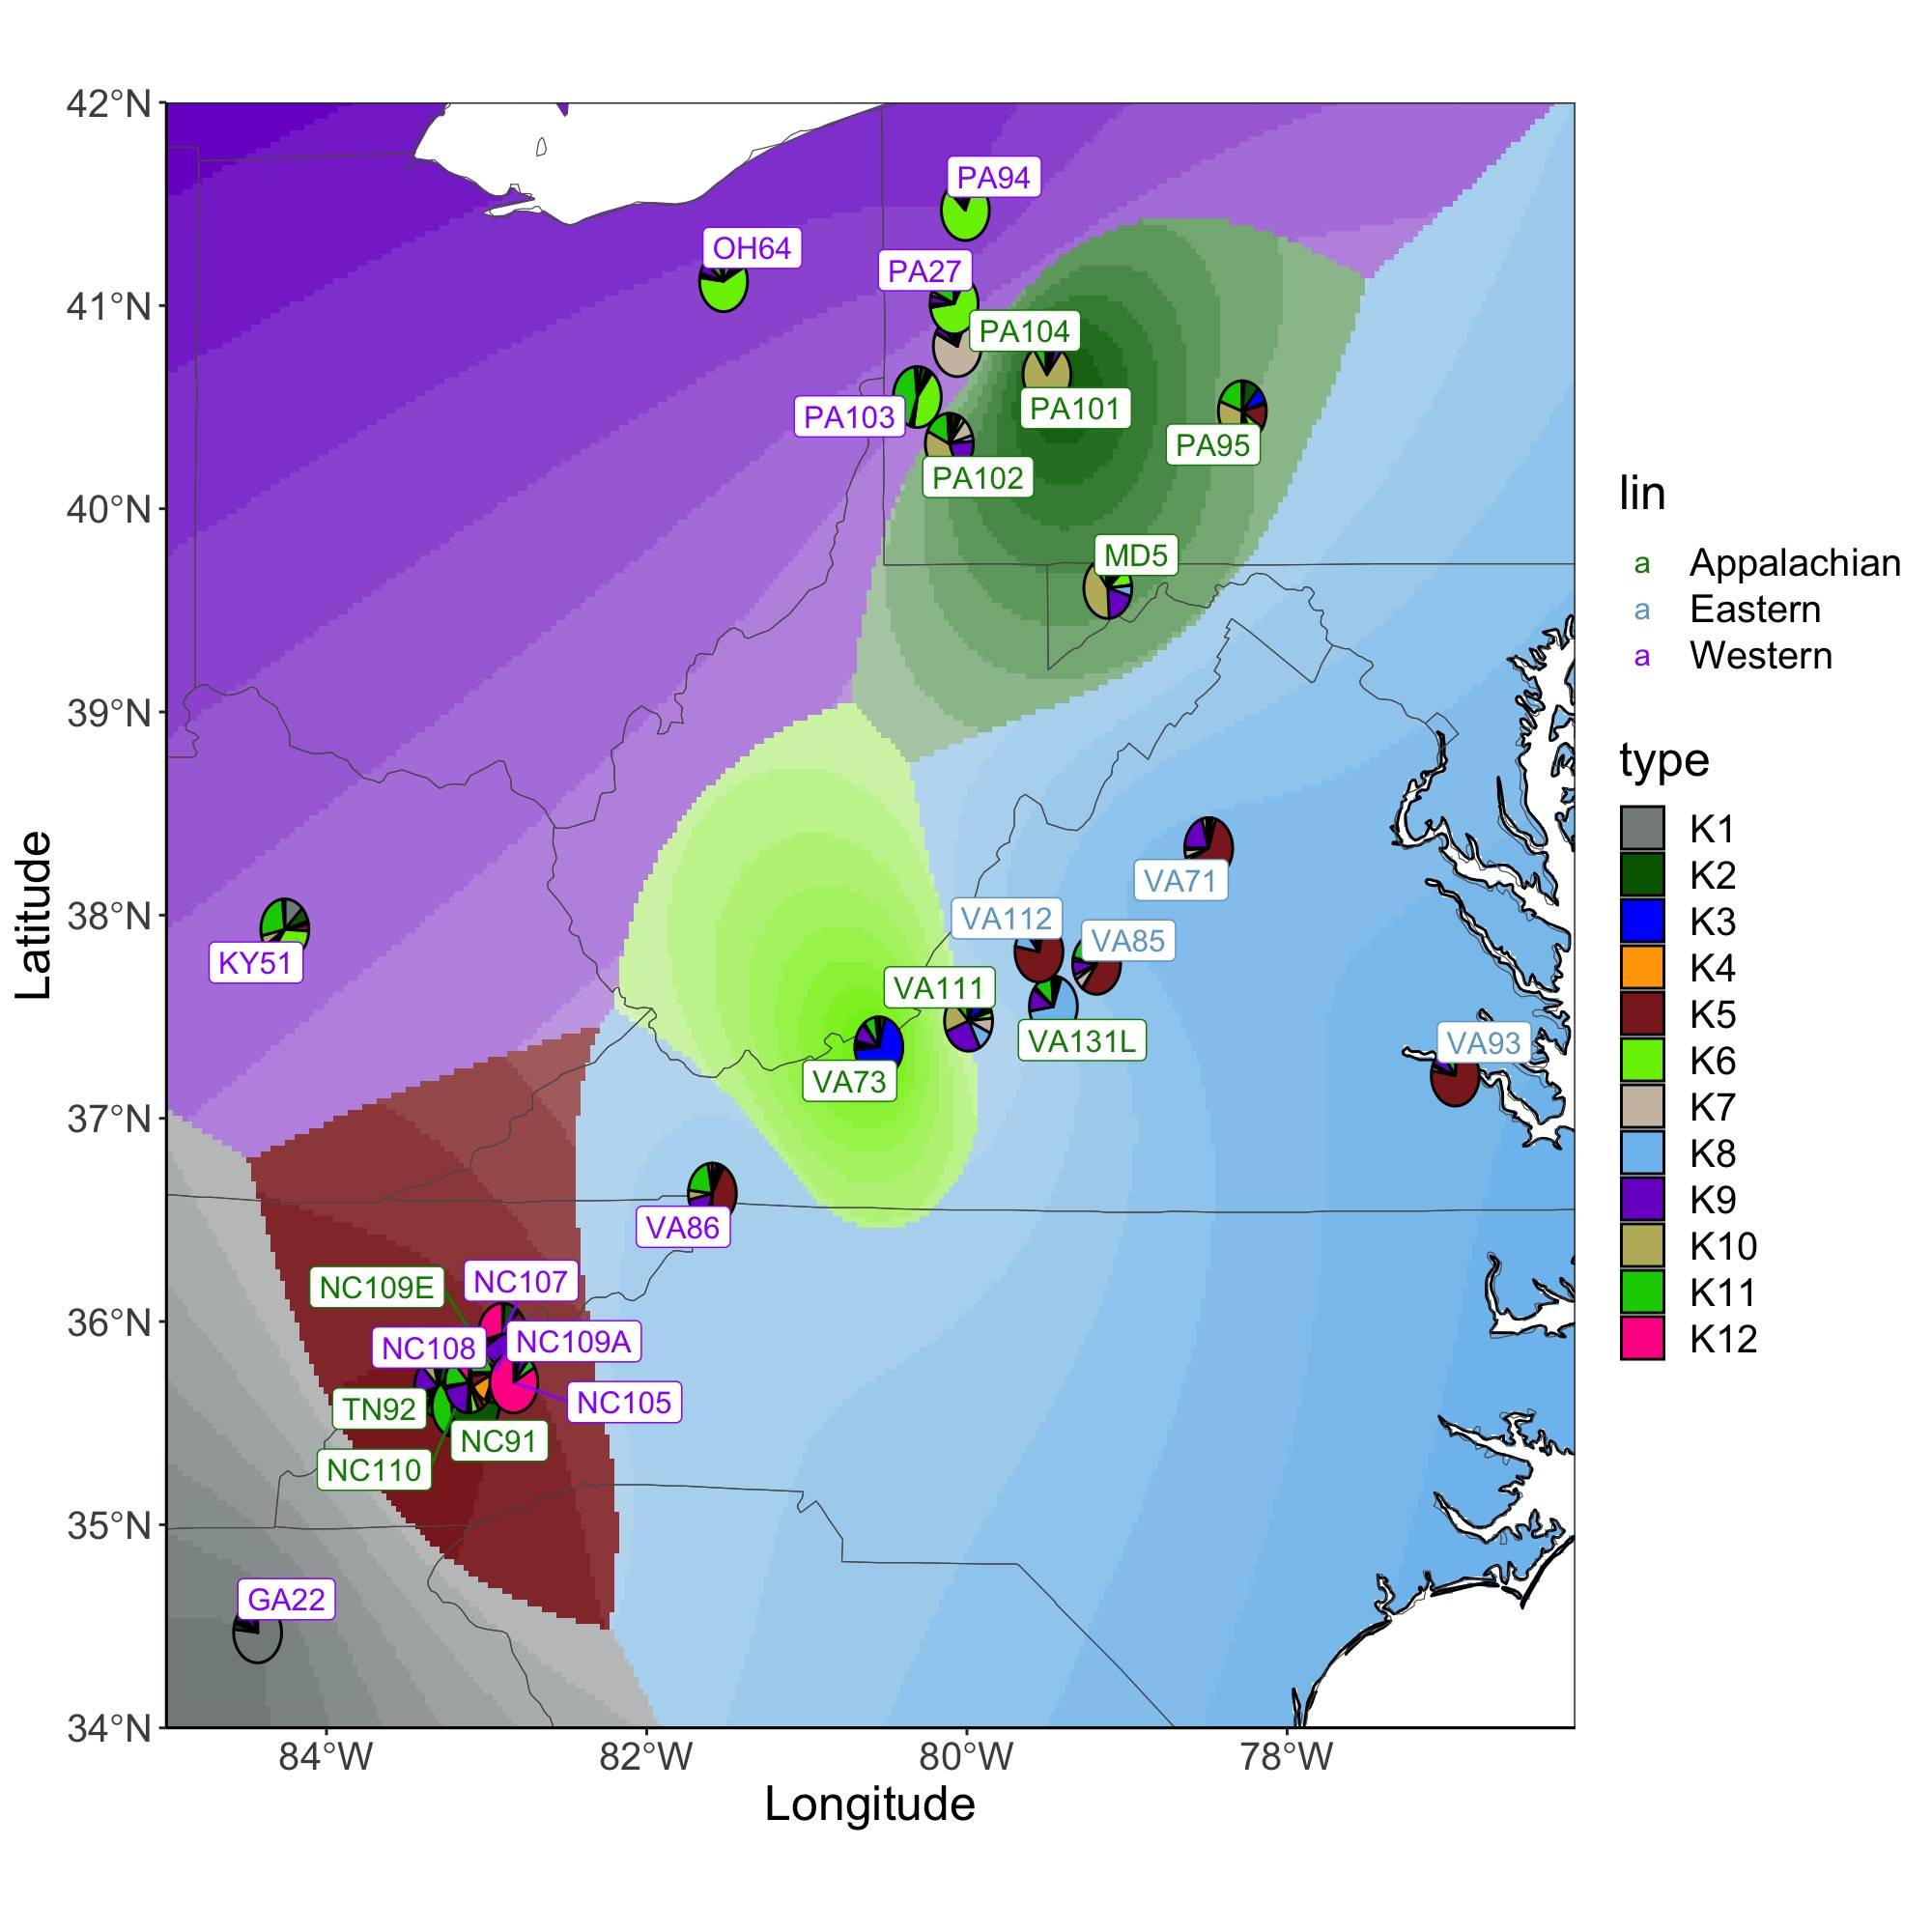 42°N
41°N
40°N
39°N
38°N
37°N
36°N
35°N
34°N
84°W
82°W
80°W
78°W
Longitude
Latitude
PA94
OH64
PA27
PA104
PA103
PA101
PA95
PA102
MD5
VA71
VA112
VA85
KY51
VA111
VA131L
VA93
VA73
VA86
NC109E
NC107
NC108
NC109A
NC105
TN92
NC91
NC110
GA22
lin
a Appalachian
a Eastern
a Western
type
K1
K2
K3
K4
K5
K6
K7
K8
K9
K10
K11
K12